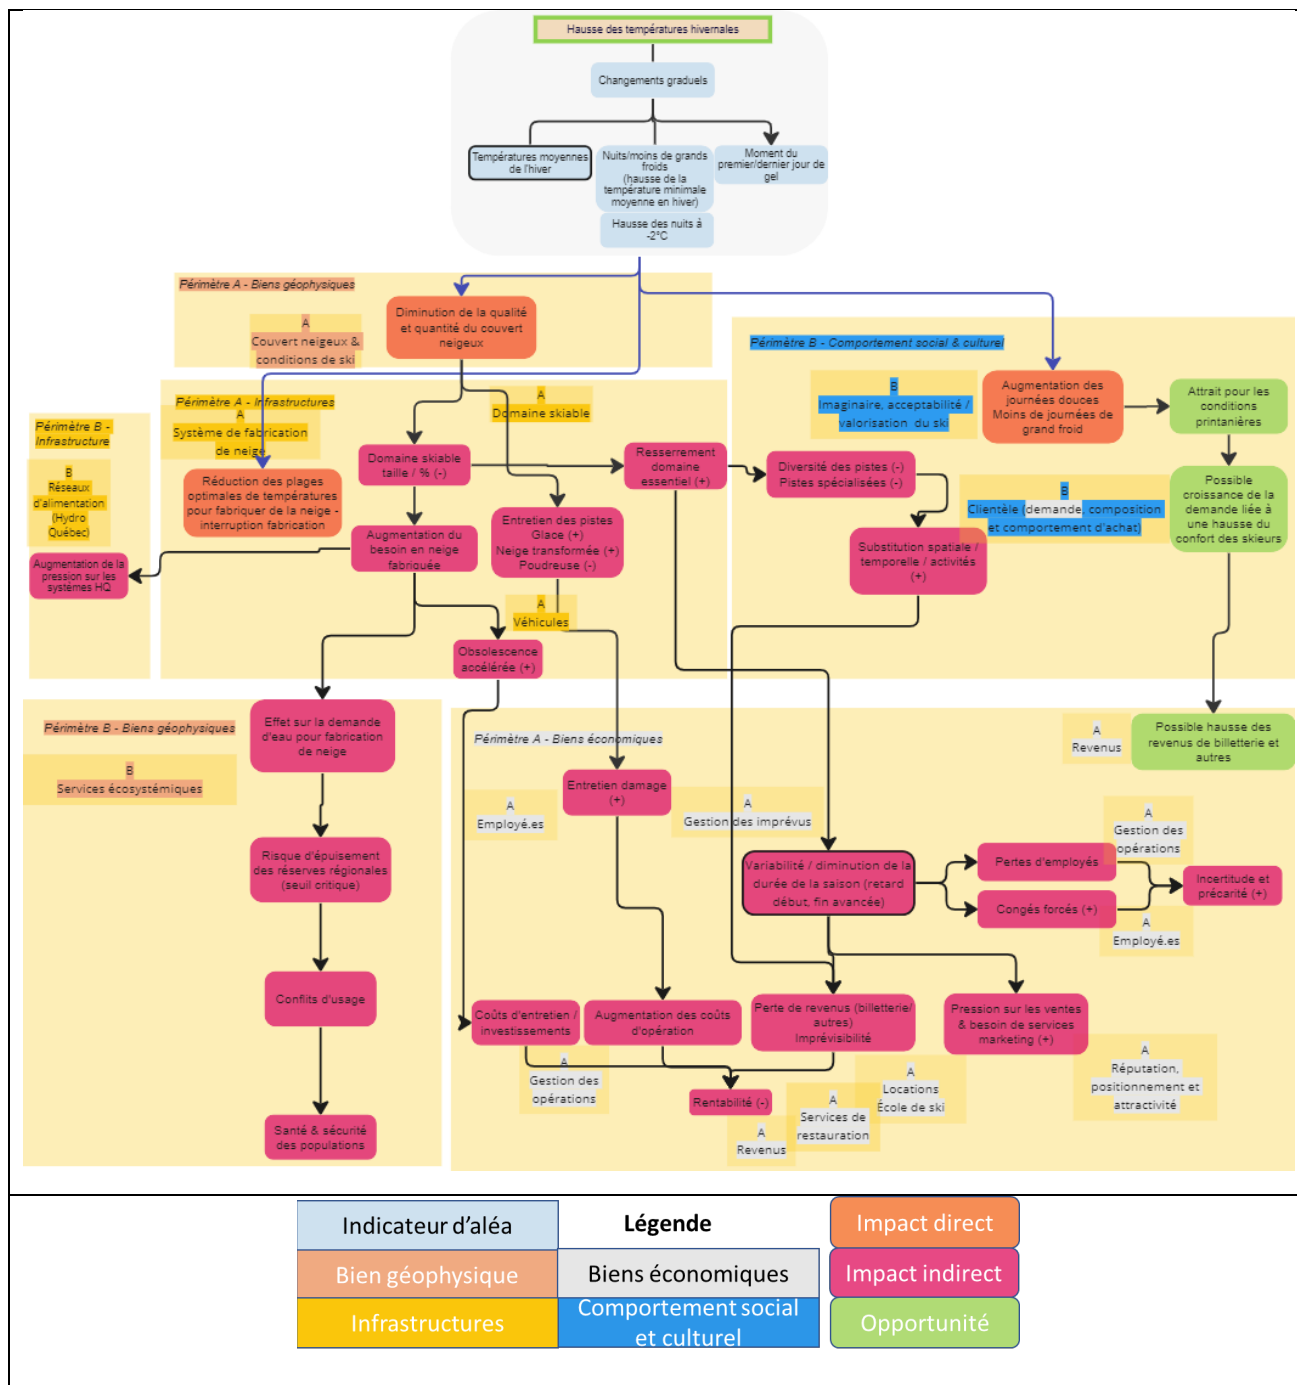 Hausse des températures hivernales
Changements graduels
Températures moyennes
de l'hiver
Nuits/moins de grands
froids
(hausse de la
température minimale
moyenne en hiver)
Moment du
premier/dernier jour de
gel
Hausse des nuits à
-2°C
Périmètre A - Biens géophysiques
A
Couvert neigeux &
conditions de ski
Diminution de la qualité
et quantité du couvert
neigeux
Périmètre B - Comportement social & culturel
B
Imaginaire, acceptabilité /
valorisation du ski
Augmentation des
journées douces
Moins de journées de
grand froid
Attrait pour les
conditions
printanières
Périmètre A - Infrastructures
A
Système de fabrication
de neige
A
Domaine skiable
Périmètre B -
Infrastructure
B
Réseaux
d'alimentation
(Hydro
Québec)
Réduction des plages
optimales de températures
pour fabriquer de la neige -
interruption fabrication
Domaine skiable
taille / % (-)
Resserrement
domaine
essentiel (+)
Diversité des pistes (-)
Pistes spécialisées (-)
B
Clientèle (demande, composition
et comportement d'achat)
Possible
croissance de la
demande liée à
une hausse du
confort des skieurs
Augmentation de la
pression sur les
systèmes HQ
Augmentation du
besoin en neige
fabriquée
Entretien des pistes
Glace (+)
Neige transformée (+)
Poudreuse (-)
Substitution spatiale /
temporelle / activités
(+)
A
Véhicules
Obsolescence
accélérée (+)
Périmètre B - Biens géophysiques
B
Services écosystémiques
Effet sur la demande
d'eau pour fabrication
de neige
Périmètre A - Biens économiques
A
Revenus
Possible hausse des
revenus de billetterie et
autres
A
Employé.es
Entretien damage
(+)
A
Gestion des imprévus
A
Gestion des
opérations
Risque d'épuisement
des réserves régionales
(seuil critique)
Variabilité / diminution de la
durée de la saison (retard
début, fin avancée)
Pertes d'employés
Congés forcés (+)
Incertitude et
précarité (+)
A
Employé.es
Conflits d'usage
Coûts d'entretien /
investissements
Augmentation des coûts
d'opération
Perte de revenus (billetterie/
autres)
Imprévisibilité
Pression sur les ventes
& besoin de services
marketing (+)
A
Gestion des
opérations
Rentabilité (-)
A
Locations
École de ski
A
Réputation,
positionnement et
attractivité
A
Services de
restauration
A
Revenus
Santé & sécurité
des populations
Indicateur d'aléa
Légende
Impact direct
Bien géophysique
Biens économiques
Impact indirect
Infrastructures
Comportement social
et culturel
Opportunité